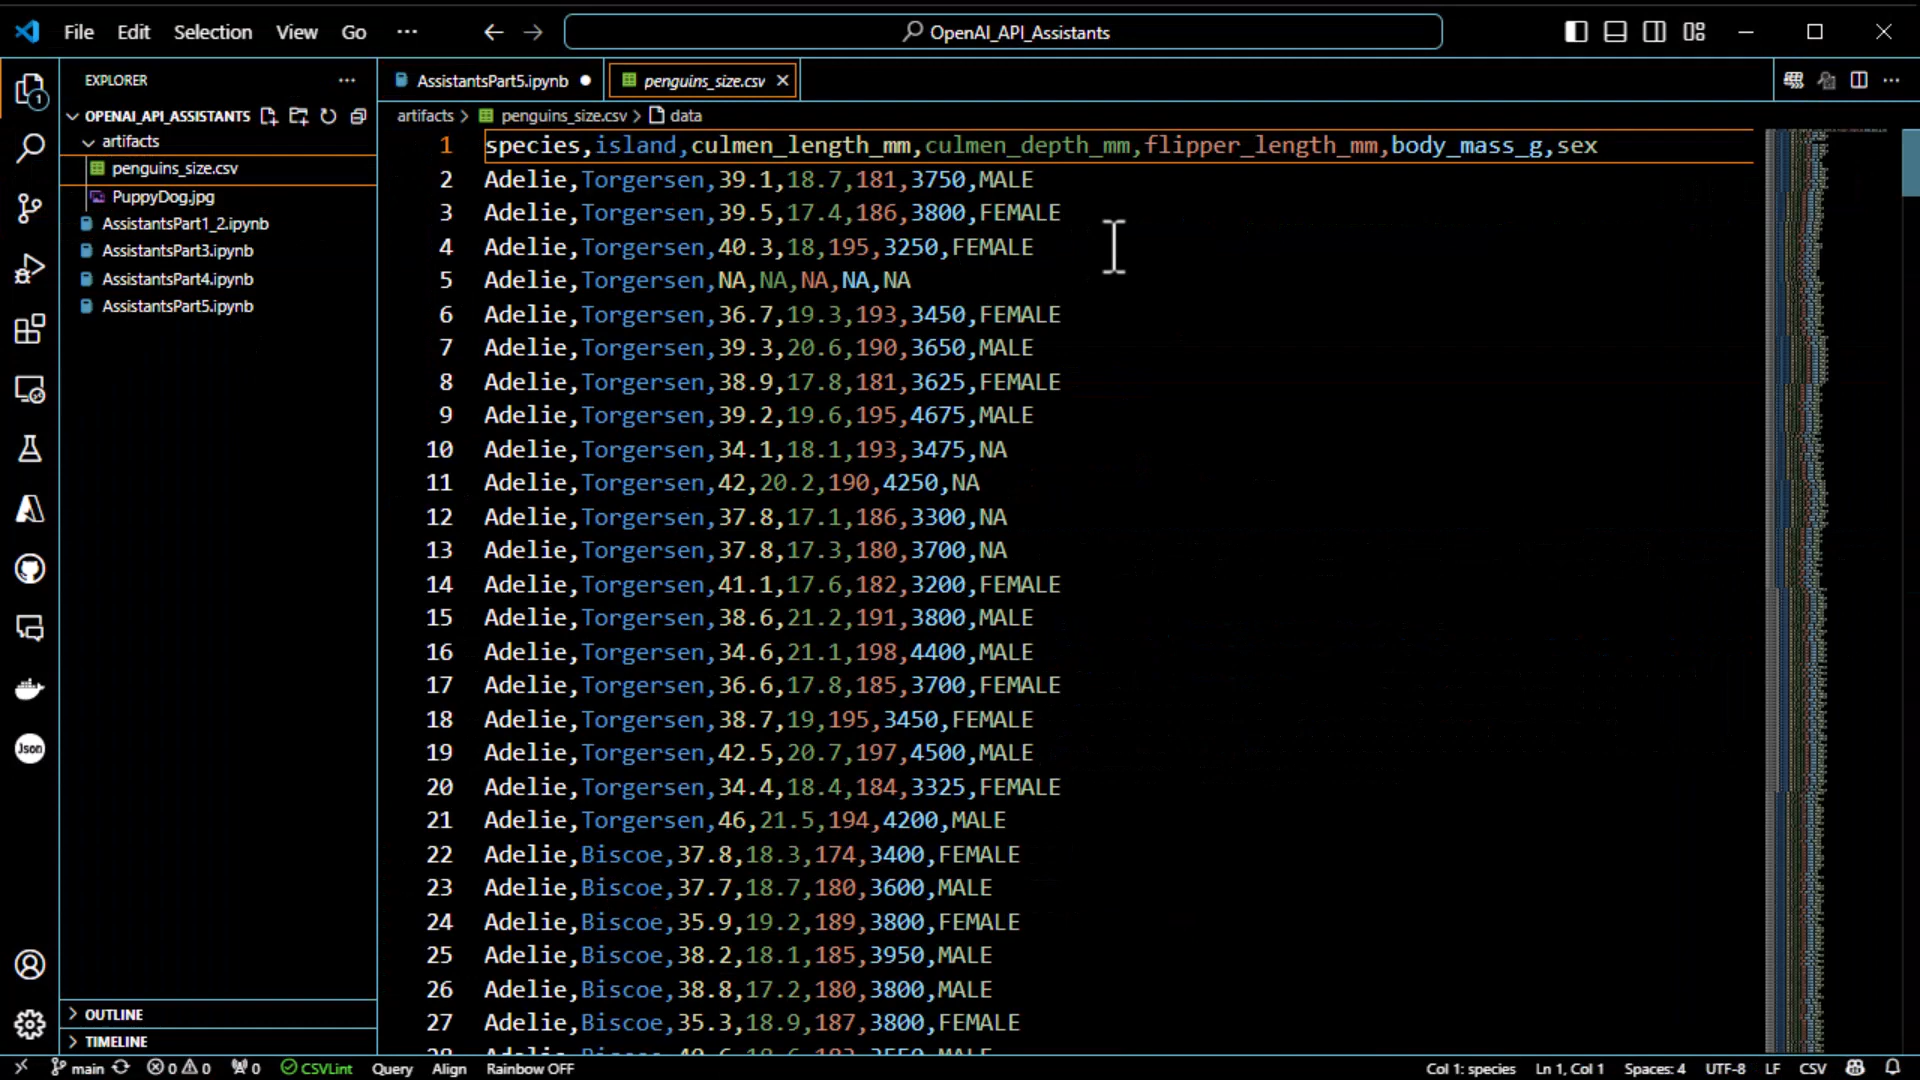 File Edit Selection View Go ··· OpenAI_API_Assistants
EXPLORER ···
OPENAI_API_ASSISTANTS
artifacts
penguins_size.csv
PuppyDog.jpg
AssistantsPart1_2.ipynb
AssistantsPart3.ipynb
AssistantsPart4.ipynb
AssistantsPart5.ipynb
OUTLINE
TIMELINE
1
Json
AssistantsPart5.ipynb penguins_size.csv
artifacts > penguins_size.csv > data
1 species,island,culmen_length_mm,culmen_depth_mm,flipper_length_mm,body_mass_g,sex
2 Adelie,Torgersen,39.1,18.7,181,3750,MALE
3 Adelie,Torgersen,39.5,17.4,186,3800,FEMALE
4 Adelie,Torgersen,40.3,18,195,3250,FEMALE
5 Adelie,Torgersen,NA,NA,NA,NA,NA
6 Adelie,Torgersen,36.7,19.3,193,3450,FEMALE
7 Adelie,Torgersen,39.3,20.6,190,3650,MALE
8 Adelie,Torgersen,38.9,17.8,181,3625,FEMALE
9 Adelie,Torgersen,39.2,19.6,195,4675,MALE
10 Adelie,Torgersen,34.1,18.1,193,3475,NA
11 Adelie,Torgersen,42,20.2,190,4250,NA
12 Adelie,Torgersen,37.8,17.1,186,3300,NA
13 Adelie,Torgersen,37.8,17.3,180,3700,NA
14 Adelie,Torgersen,41.1,17.6,182,3200,FEMALE
15 Adelie,Torgersen,38.6,21.2,191,3800,MALE
16 Adelie,Torgersen,34.6,21.1,198,4400,MALE
17 Adelie,Torgersen,36.6,17.8,185,3700,FEMALE
18 Adelie,Torgersen,38.7,19,195,3450,FEMALE
19 Adelie,Torgersen,42.5,20.7,197,4500,MALE
20 Adelie,Torgersen,34.4,18.4,184,3325,FEMALE
21 Adelie,Torgersen,46,21.5,194,4200,MALE
22 Adelie,Biscoe,37.8,18.3,174,3400,FEMALE
23 Adelie,Biscoe,37.7,18.7,180,3600,MALE
24 Adelie,Biscoe,35.9,19.2,189,3800,FEMALE
25 Adelie,Biscoe,38.2,18.1,185,3950,MALE
26 Adelie,Biscoe,38.8,17.2,180,3800,MALE
27 Adelie,Biscoe,35.3,18.9,187,3800,FEMALE
main 0 0 0 CSVLint Query Align Rainbow OFF Col 1: species Ln 1, Col 1 Spaces: 4 UTF-8 LF CSV